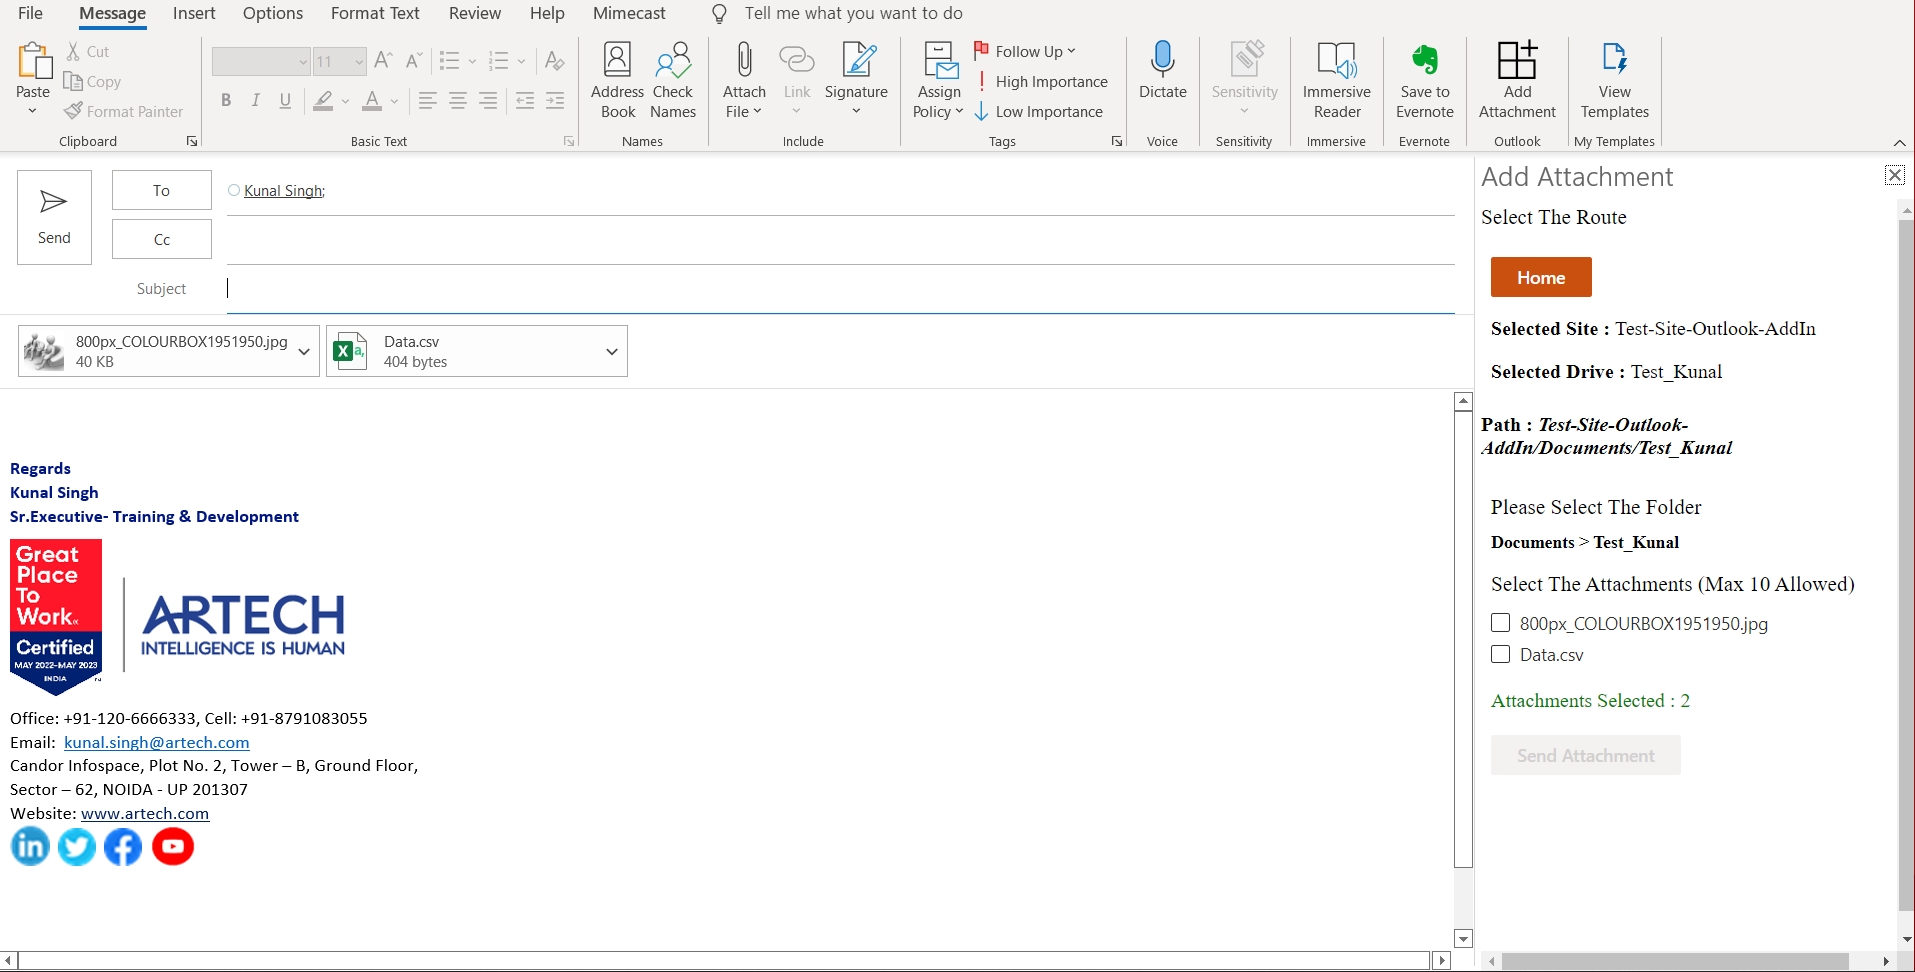 File Message Insert Options Format Text Review Help Mimecast Tell me what you want to do
Paste
Cut
Copy
Format Painter
Clipboard
11
B I U A
Basic Text
Address Book
Check Names
Names
Attach File
Link
Signature
Include
Assign Policy
Follow Up
High Importance
Low Importance
Tags
Dictate
Voice
Sensitivity
Sensitivity
Immersive Reader
Immersive
Save to Evernote
Evernote
Add Attachment
Outlook
View Templates
My Templates
Send
To
Kunal Singh;
Cc
Subject
800px_COLOURBOX1951950.jpg
40 KB
Data.csv
404 bytes
Regards
Kunal Singh
Sr.Executive- Training & Development
Great
Place
To
Work.
Certified
MAY 2022-MAY 2023
INDIA
ARTECH
INTELLIGENCE IS HUMAN
Office: +91-120-6666333, Cell: +91-8791083055
Email: kunal.singh@artech.com
Candor Infospace, Plot No. 2, Tower – B, Ground Floor,
Sector – 62, NOIDA - UP 201307
Website: www.artech.com
in
Add Attachment
Select The Route
Home
Selected Site : Test-Site-Outlook-AddIn
Selected Drive : Test_Kunal
Path : Test-Site-Outlook-
AddIn/Documents/Test_Kunal
Please Select The Folder
Documents > Test_Kunal
Select The Attachments (Max 10 Allowed)
800px_COLOURBOX1951950.jpg
Data.csv
Attachments Selected : 2
Send Attachment